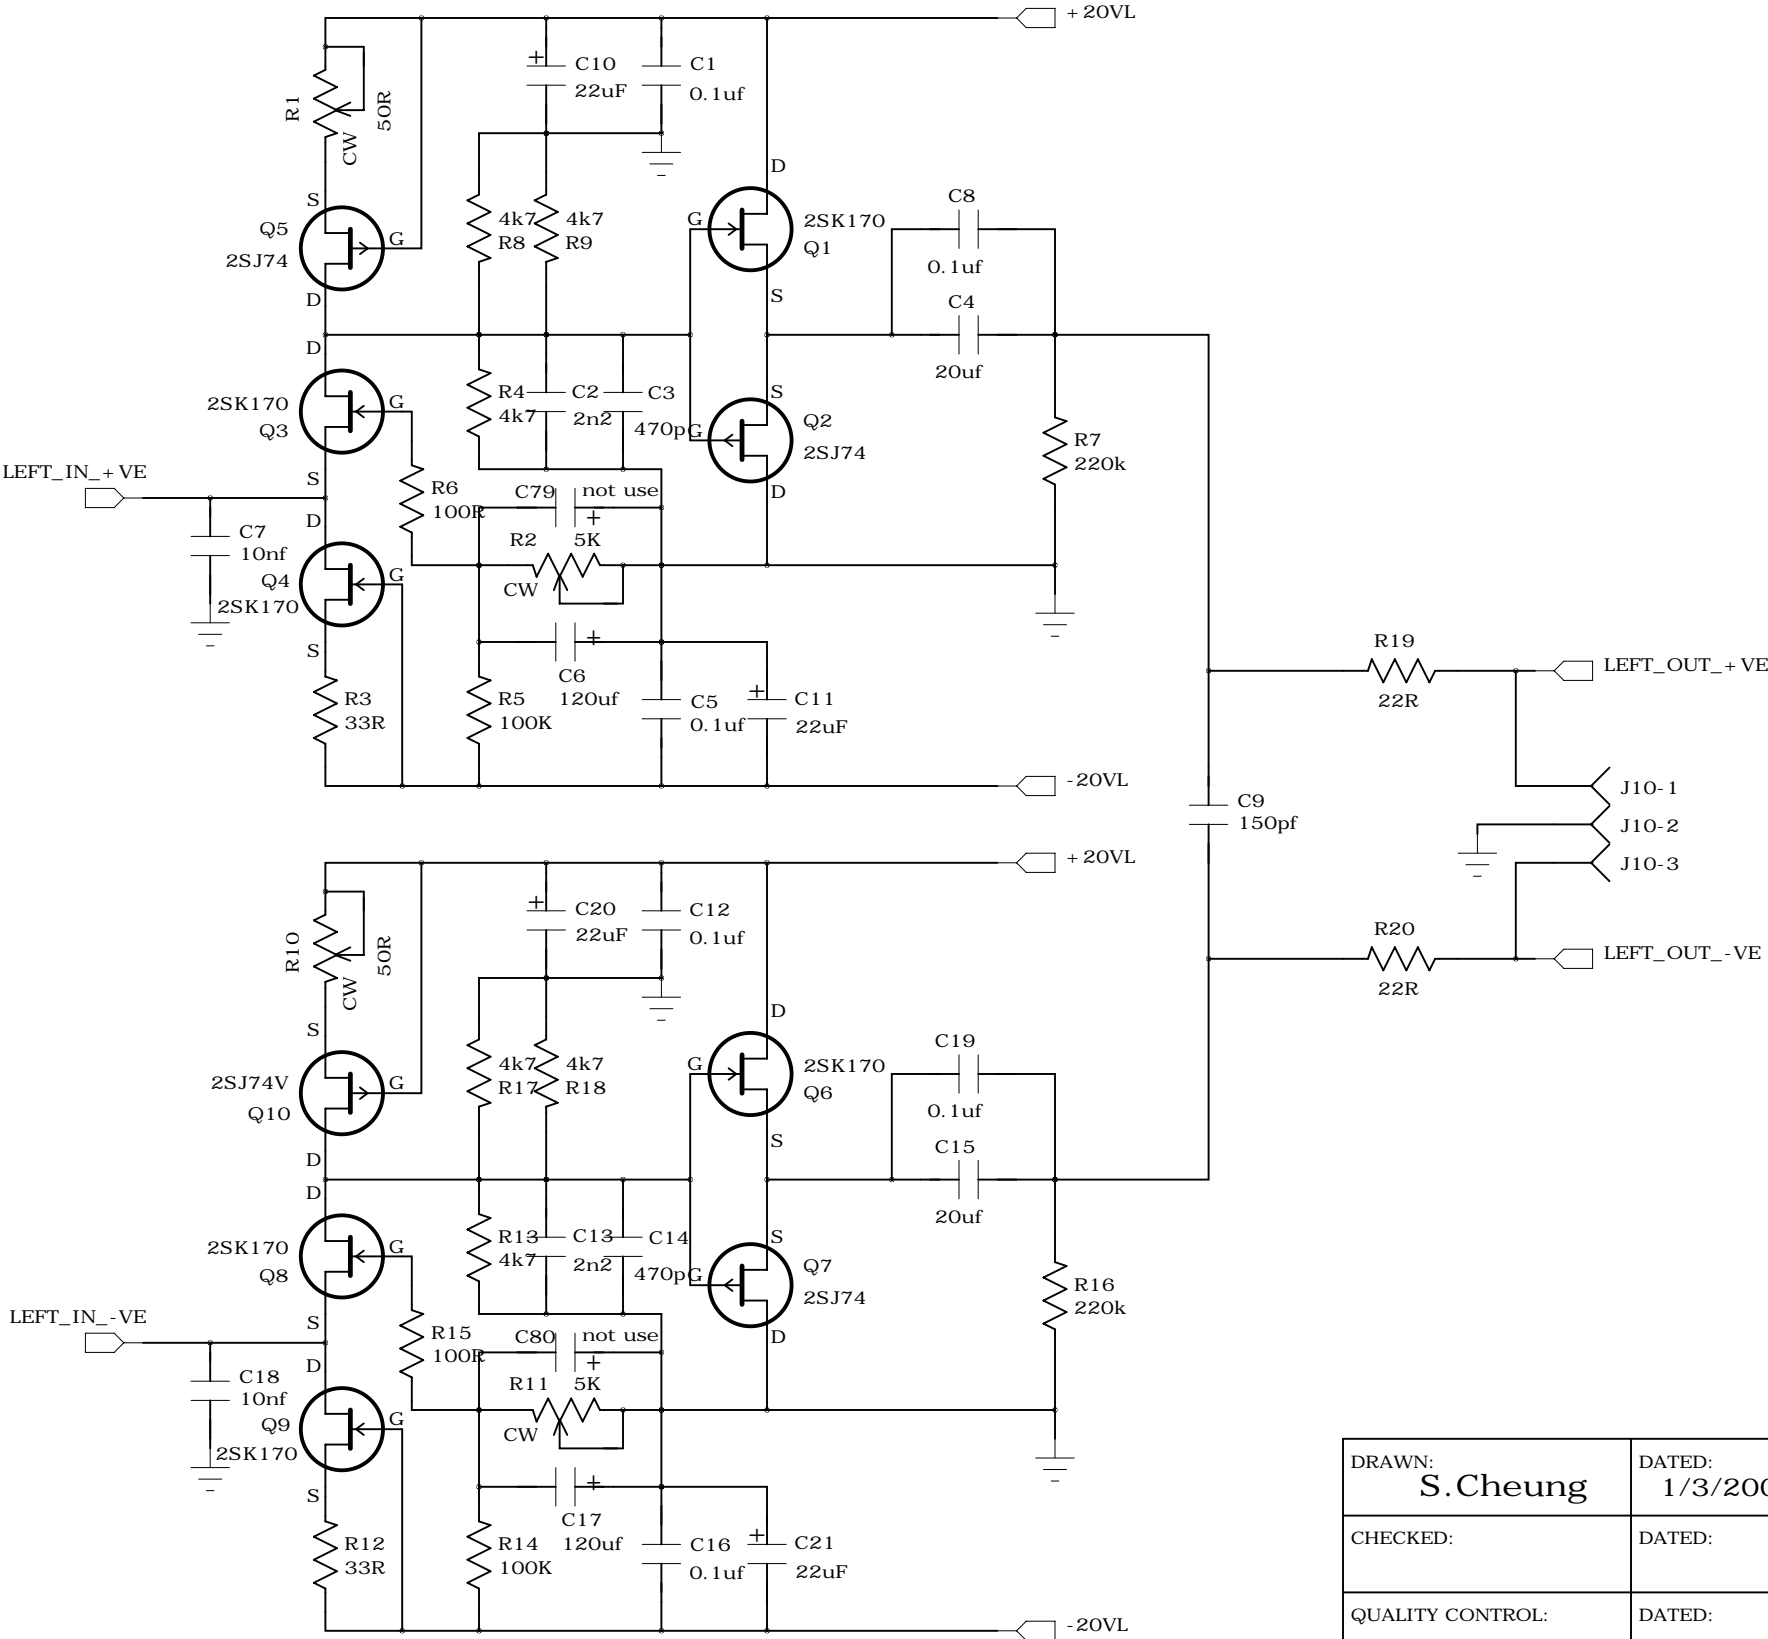 +20VL
R1
50R
CW
C10
22uF
C1
0.1uf
S
Q5
2SJ74
G
D
4k7
R8
4k7
R9
D
G
2SK170
Q1
S
C8
0.1uf
C4
20uf
D
2SK170
Q3
G
S
R4
4k7
C2
2n2
C3
470p
G
S
Q2
2SJ74
D
R7
220k
LEFT_IN_+VE
C7
10nf
D
Q4
2SK170
G
S
R6
100R
C79
not use
+
R2
5K
CW
C6
120uf
R3
33R
R5
100K
C5
0.1uf
C11
22uF
-20VL
R19
22R
LEFT_OUT_+VE
C9
150pf
J10-1
J10-2
J10-3
R20
22R
LEFT_OUT_-VE
+20VL
R10
50R
CW
C20
22uF
C12
0.1uf
S
2SJ74V
Q10
G
D
4k7
R17
4k7
R18
D
G
2SK170
Q6
S
C19
0.1uf
C15
20uf
D
2SK170
Q8
G
S
R13
4k7
C13
2n2
C14
470p
G
S
Q7
2SJ74
D
R16
220k
LEFT_IN_-VE
C18
10nf
D
Q9
2SK170
G
S
R15
100R
C80
not use
+
R11
5K
CW
C17
120uf
R12
33R
R14
100K
C16
0.1uf
C21
22uF
-20VL
DRAWN:
S.Cheung
DATED:
1/3/200
CHECKED:
DATED:
QUALITY CONTROL:
DATED: